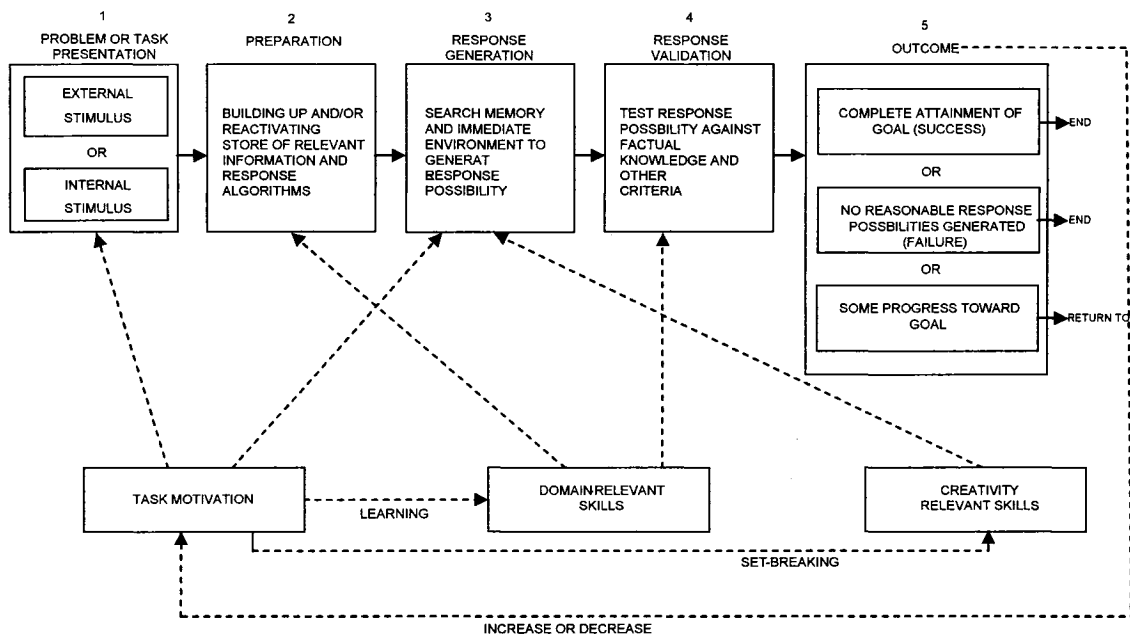 1
PROBLEM OR TASK
PRESENTATION
EXTERNAL
STIMULUS
OR
INTERNAL
STIMULUS
2
PREPARATION
BUILDING UP AND/OR
REACTIVATING
STORE OF RELEVANT
INFORMATION AND
RESPONSE
ALGORITHMS
3
RESPONSE
GENERATION
SEARCH MEMORY
AND IMMEDIATE
ENVIRONMENT TO
GENERAT
RESPONSE
POSSIBILITY
4
RESPONSE
VALIDATION
TEST RESPONSE
POSSBILITY AGAINST
FACTUAL
KNOWLEDGE AND
OTHER
CRITERIA
5
OUTCOME
COMPLETE ATTAINMENT OF
GOAL (SUCCESS)
END
OR
NO REASONABLE RESPONSE
POSSBILITIES GENERATED
(FAILURE)
END
OR
SOME PROGRESS TOWARD
GOAL
RETURN TO
TASK MOTIVATION
LEARNING
DOMAIN-RELEVANT
SKILLS
CREATIVITY
RELEVANT SKILLS
SET-BREAKING
INCREASE OR DECREASE